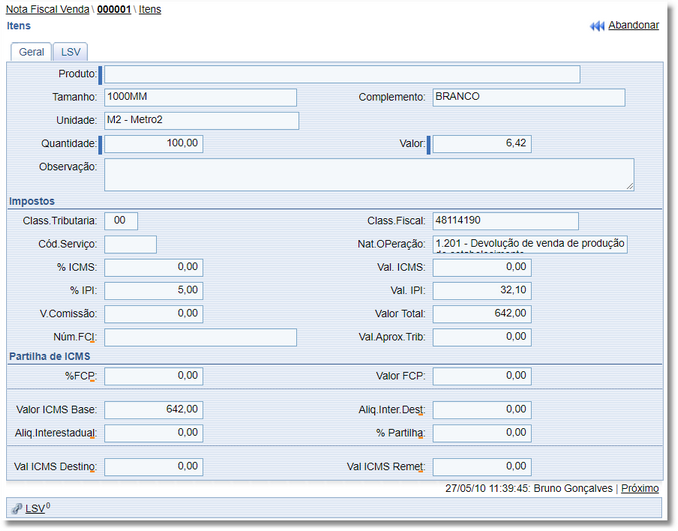 Nota Fiscal Venda \ 000001 \ Itens
Itens
Abandonar
Geral LSV
Produto:
Tamanho: 1000MM Complemento: BRANCO
Unidade: M2 - Metro2
Quantidade: 100,00 Valor: 6,42
Observação:
Impostos
Class.Tributaria: 00 Class.Fiscal: 48114190
Cód.Serviço: Nat.OPeração: 1.201 - Devolução de venda de produção
do estabelecimento
% ICMS: 0,00 Val. ICMS: 0,00
% IPI: 5,00 Val. IPI: 32,10
V.Comissão: 0,00 Valor Total: 642,00
Núm.FCI: Val.Aprox.Trib: 0,00
Partilha de ICMS
%FCP: 0,00 Valor FCP: 0,00
Valor ICMS Base: 642,00 Aliq.Inter.Dest: 0,00
Aliq.Interestadual: 0,00 % Partilha: 0,00
Val ICMS Destino: 0,00 Val ICMS Remet: 0,00
27/05/10 11:39:45: Bruno Gonçalves | Próximo
LSV 0